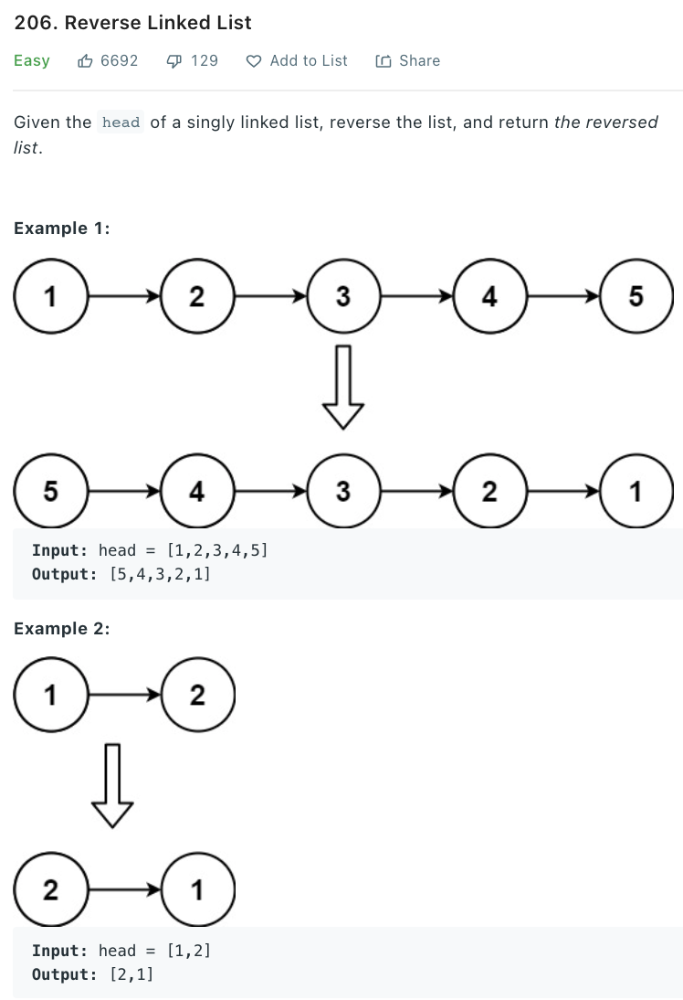 206. Reverse Linked List
Easy 6692 129 Add to List Share
Given the head of a singly linked list, reverse the list, and return the reversed
list.
Example 1:
1 2 3 4 5
5 4 3 2 1
Input: head = [1,2,3,4,5]
Output: [5,4,3,2,1]
Example 2:
1 2
2 1
Input: head = [1,2]
Output: [2,1]